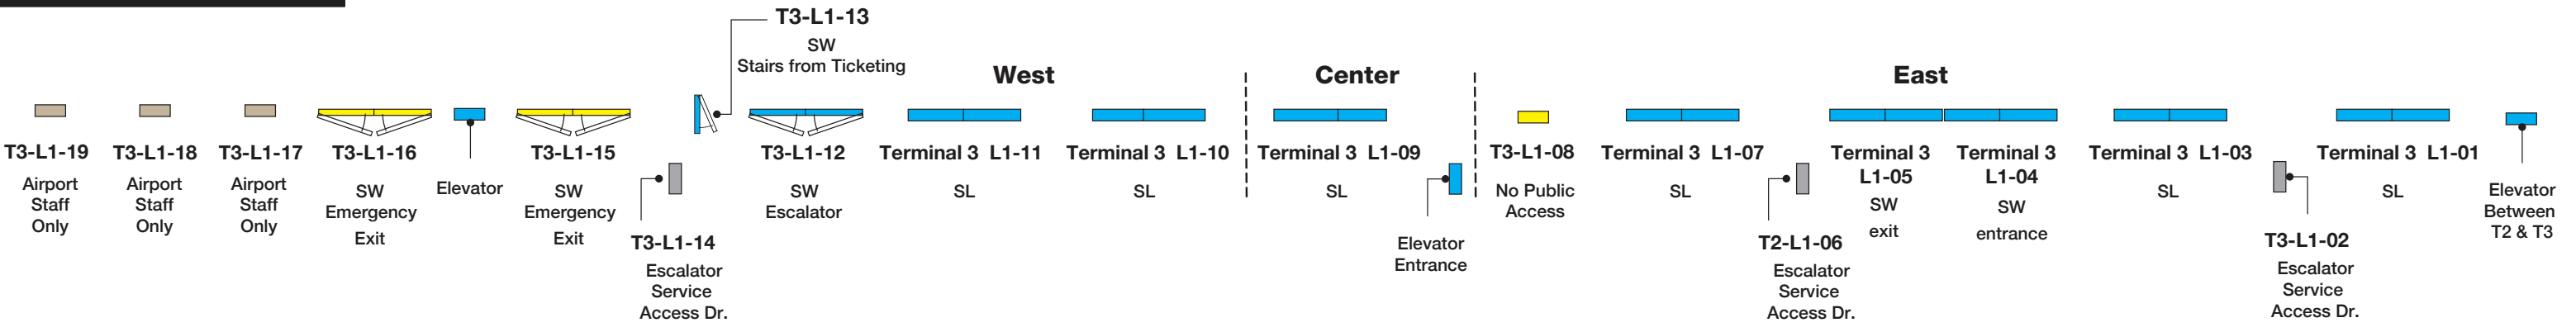 T3-L1-13
SW
Stairs from Ticketing
West
Center
East
T3-L1-19
Airport
Staff
Only
T3-L1-18
Airport
Staff
Only
T3-L1-17
Airport
Staff
Only
T3-L1-16
SW
Emergency
Exit
Elevator
T3-L1-15
SW
Emergency
Exit
T3-L1-14
Escalator
Service
Access Dr.
T3-L1-12
SW
Escalator
Terminal 3 L1-11
SL
Terminal 3 L1-10
SL
Terminal 3 L1-09
SL
Elevator
Entrance
T3-L1-08
No Public
Access
Terminal 3 L1-07
SL
T2-L1-06
Escalator
Service
Access Dr.
Terminal 3
L1-05
SW
exit
Terminal 3
L1-04
SW
entrance
Terminal 3 L1-03
SL
T3-L1-02
Escalator
Service
Access Dr.
Terminal 3 L1-01
SL
Elevator
Between
T2 & T3